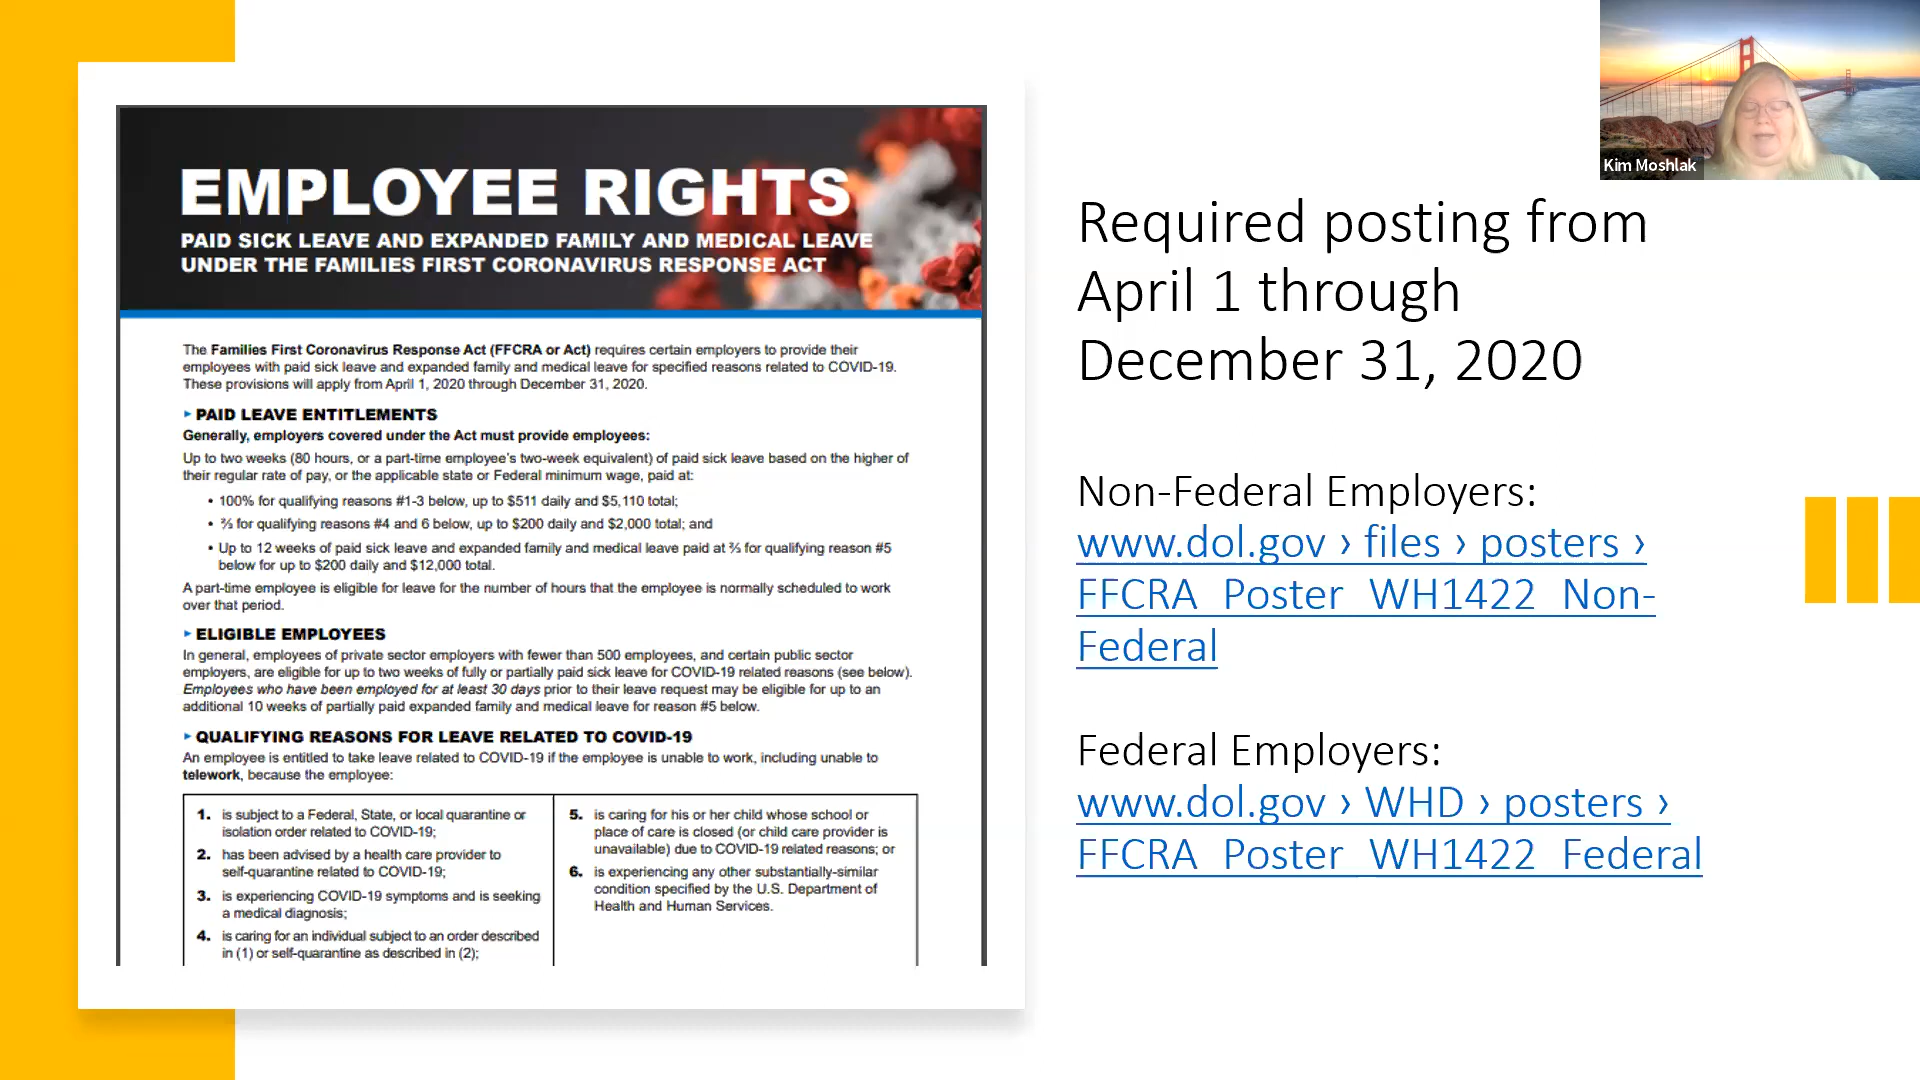 EMPLOYEE RIGHTS
PAID SICK LEAVE AND EXPANDED FAMILY AND MEDICAL LEAVE
UNDER THE FAMILIES FIRST CORONAVIRUS RESPONSE ACT
The Families First Coronavirus Response Act (FFCRA or Act) requires certain employers to provide their
employees with paid sick leave and expanded family and medical leave for specified reasons related to COVID-19.
These provisions will apply from April 1, 2020 through December 31, 2020.
▸ PAID LEAVE ENTITLEMENTS
Generally, employers covered under the Act must provide employees:
Up to two weeks (80 hours, or a part-time employee's two-week equivalent) of paid sick leave based on the higher of
their regular rate of pay, or the applicable state or Federal minimum wage, paid at:
• 100% for qualifying reasons #1-3 below, up to $511 daily and $5,110 total;
• ⅔ for qualifying reasons #4 and 6 below, up to $200 daily and $2,000 total; and
• Up to 12 weeks of paid sick leave and expanded family and medical leave paid at ⅔ for qualifying reason #5
below for up to $200 daily and $12,000 total.
A part-time employee is eligible for leave for the number of hours that the employee is normally scheduled to work
over that period.
▸ ELIGIBLE EMPLOYEES
In general, employees of private sector employers with fewer than 500 employees, and certain public sector
employers, are eligible for up to two weeks of fully or partially paid sick leave for COVID-19 related reasons (see below).
Employees who have been employed for at least 30 days prior to their leave request may be eligible for up to an
additional 10 weeks of partially paid expanded family and medical leave for reason #5 below.
▸ QUALIFYING REASONS FOR LEAVE RELATED TO COVID-19
An employee is entitled to take leave related to COVID-19 if the employee is unable to work, including unable to
telework, because the employee:
1. is subject to a Federal, State, or local quarantine or
isolation order related to COVID-19;
2. has been advised by a health care provider to
self-quarantine related to COVID-19;
3. is experiencing COVID-19 symptoms and is seeking
a medical diagnosis;
4. is caring for an individual subject to an order described
in (1) or self-quarantine as described in (2);
5. is caring for his or her child whose school or
place of care is closed (or child care provider is
unavailable) due to COVID-19 related reasons; or
6. is experiencing any other substantially-similar
condition specified by the U.S. Department of
Health and Human Services.
Kim Moshlak
Required posting from
April 1 through
December 31, 2020
Non-Federal Employers:
www.dol.gov › files › posters ›
FFCRA_Poster_WH1422_Non-
Federal
Federal Employers:
www.dol.gov › WHD › posters ›
FFCRA_Poster_WH1422_Federal